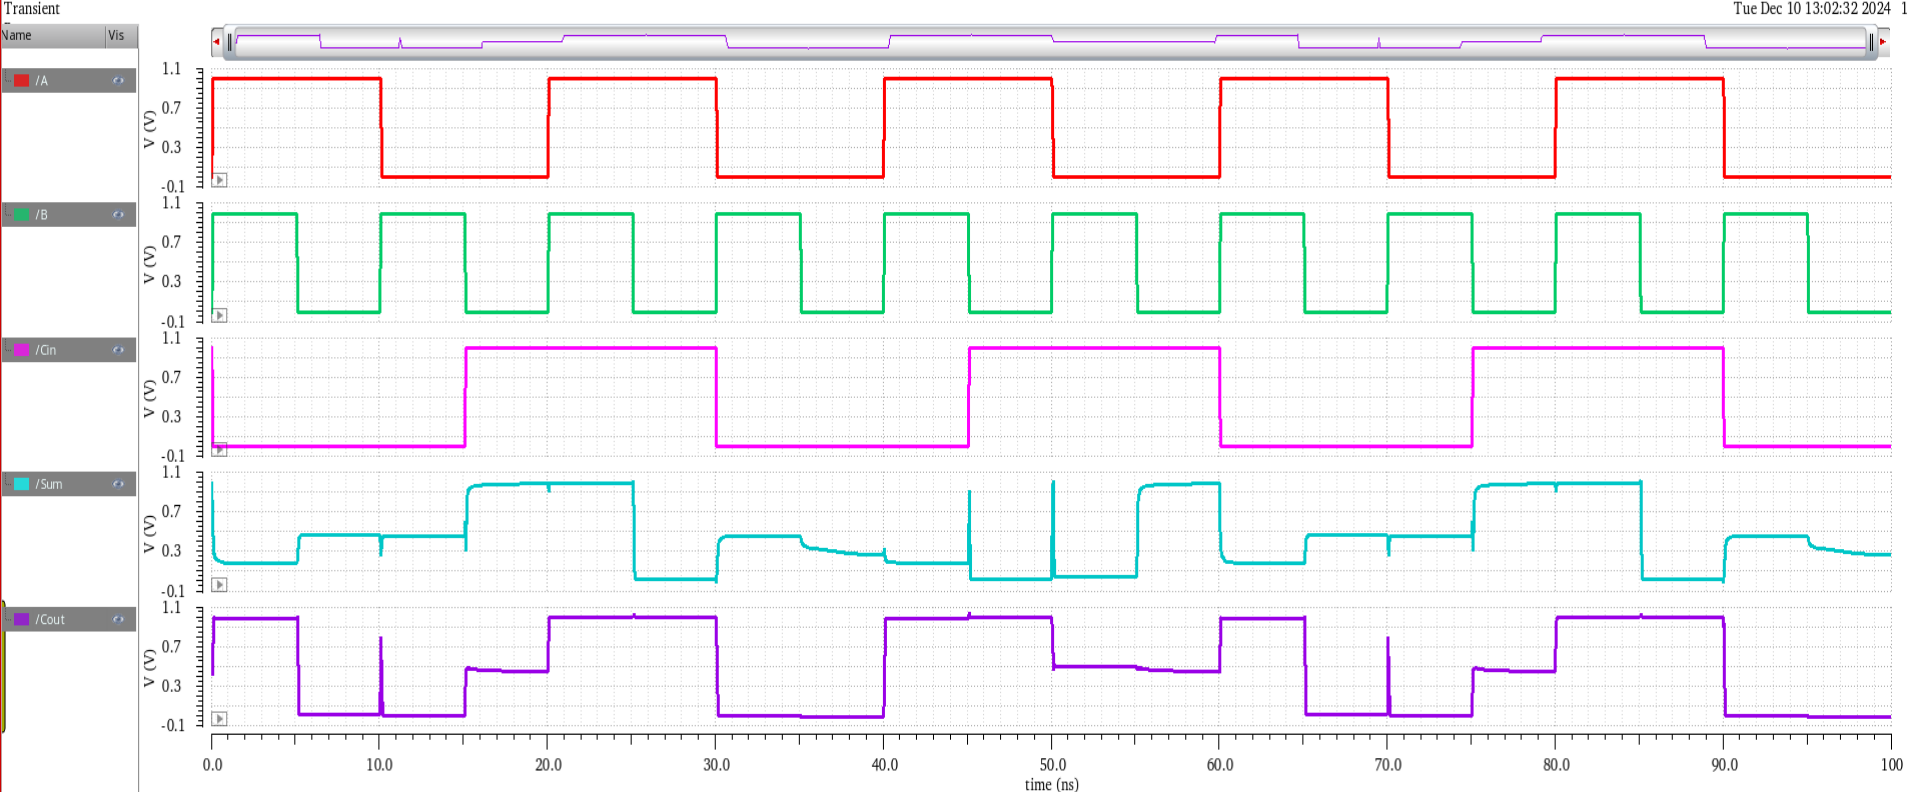 Transient
Tue Dec 10 13:02:32 2024 1
Name Vis
/A
1.1
0.7
0.3
-0.1
V (V)
/B
1.1
0.7
0.3
-0.1
V (V)
/Cin
1.1
0.7
0.3
-0.1
V (V)
/Sum
1.1
0.7
0.3
-0.1
V (V)
/Cout
1.1
0.7
0.3
-0.1
V (V)
0.0 10.0 20.0 30.0 40.0 50.0 60.0 70.0 80.0 90.0 100
time (ns)